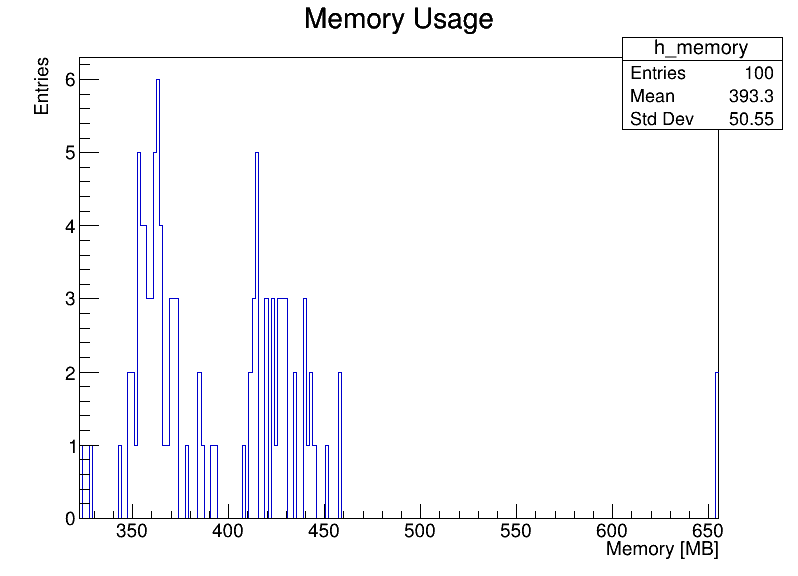 Memory Usage
h_memory
Entries 100
Mean 393.3
Std Dev 50.55
Entries
6
5
4
3
2
1
0
350 400 450 500 550 600 650
Memory [MB]